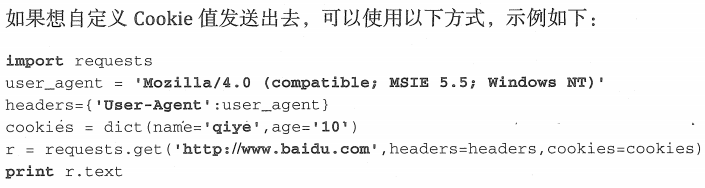 如果想自定义 Cookie 值发送出去，可以使用以下方式，示例如下：
import requests
user_agent = 'Mozilla/4.0 (compatible; MSIE 5.5; Windows NT)'
headers={'User-Agent':user_agent}
cookies = dict(name='qiye',age='10')
r = requests.get('http://www.baidu.com',headers=headers,cookies=cookies)
print r.text